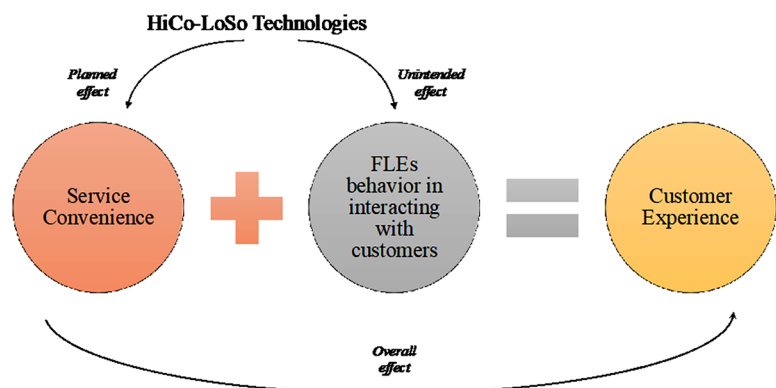 HiCo-LoSo Technologies
Planned
effect
Unintended
effect
Service
Convenience
FLEs
behavior in
interacting
with
customers
Customer
Experience
Overall
effect